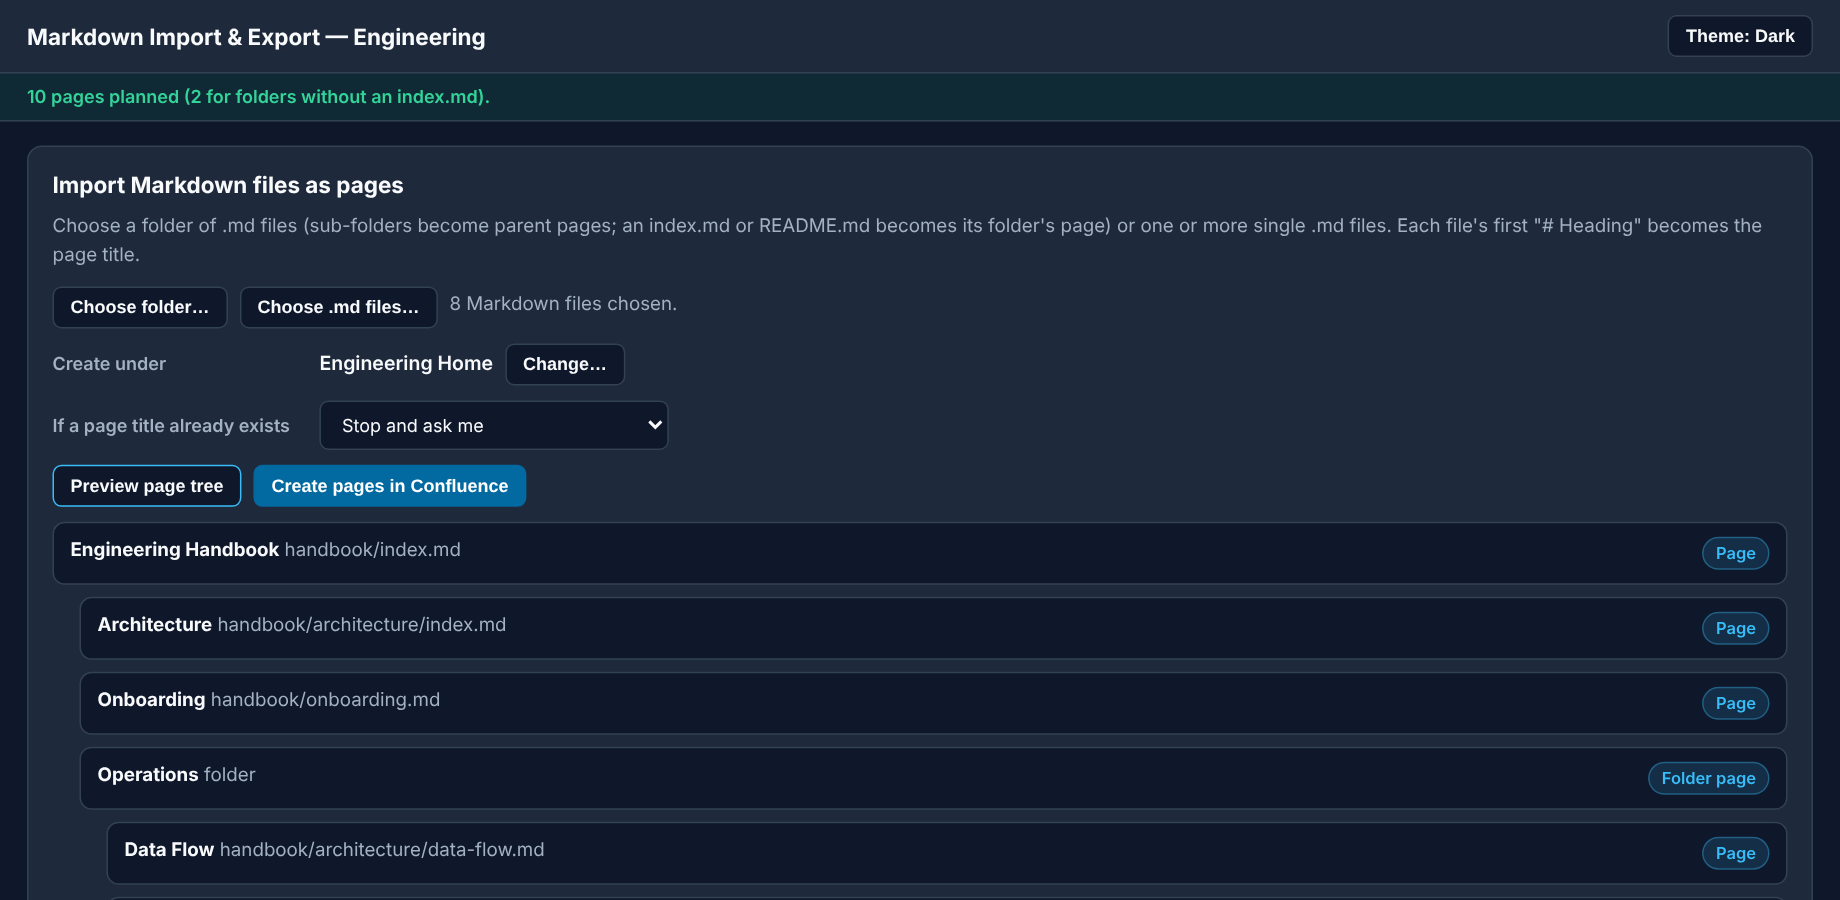 Markdown Import & Export — Engineering
Theme: Dark
10 pages planned (2 for folders without an index.md).
Import Markdown files as pages
Choose a folder of .md files (sub-folders become parent pages; an index.md or README.md becomes its folder's page) or one or more single .md files. Each file's first "# Heading" becomes the
page title.
Choose folder...
Choose .md files...
8 Markdown files chosen.
Create under
Engineering Home
Change...
If a page title already exists
Stop and ask me
Preview page tree
Create pages in Confluence
Engineering Handbook handbook/index.md
Page
Architecture handbook/architecture/index.md
Page
Onboarding handbook/onboarding.md
Page
Operations folder
Folder page
Data Flow handbook/architecture/data-flow.md
Page